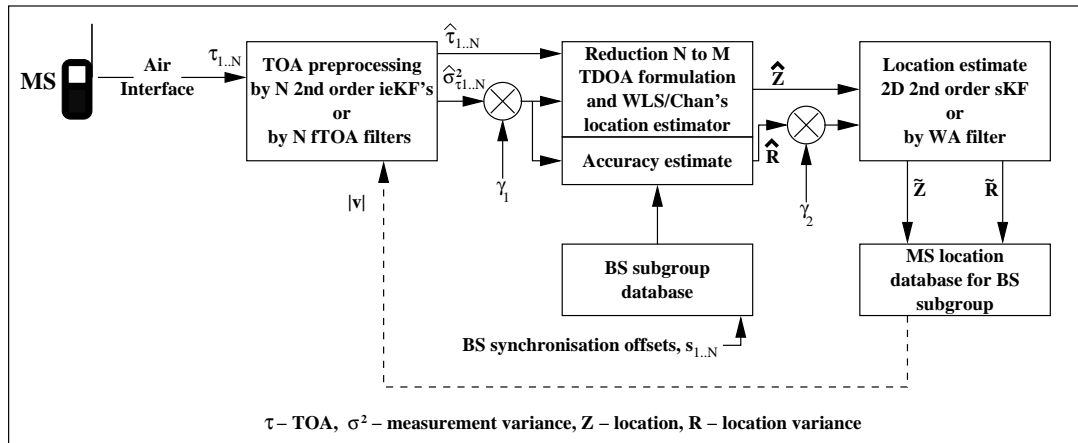 MS
Air
Interface
τ1..N
TOA preprocessing
by N 2nd order ieKF's
or
by N fTOA filters
τ̂1..N
σ̂²τ1..N
γ1
Reduction N to M
TDOA formulation
and WLS/Chan's
location estimator
Accuracy estimate
Ẑ
R̂
γ2
Location estimate
2D 2nd order sKF
or
by WA filter
Z̃
R̃
|v|
BS subgroup
database
MS location
database for BS
subgroup
BS synchronisation offsets, s1..N
τ – TOA, σ² – measurement variance, Z – location, R – location variance